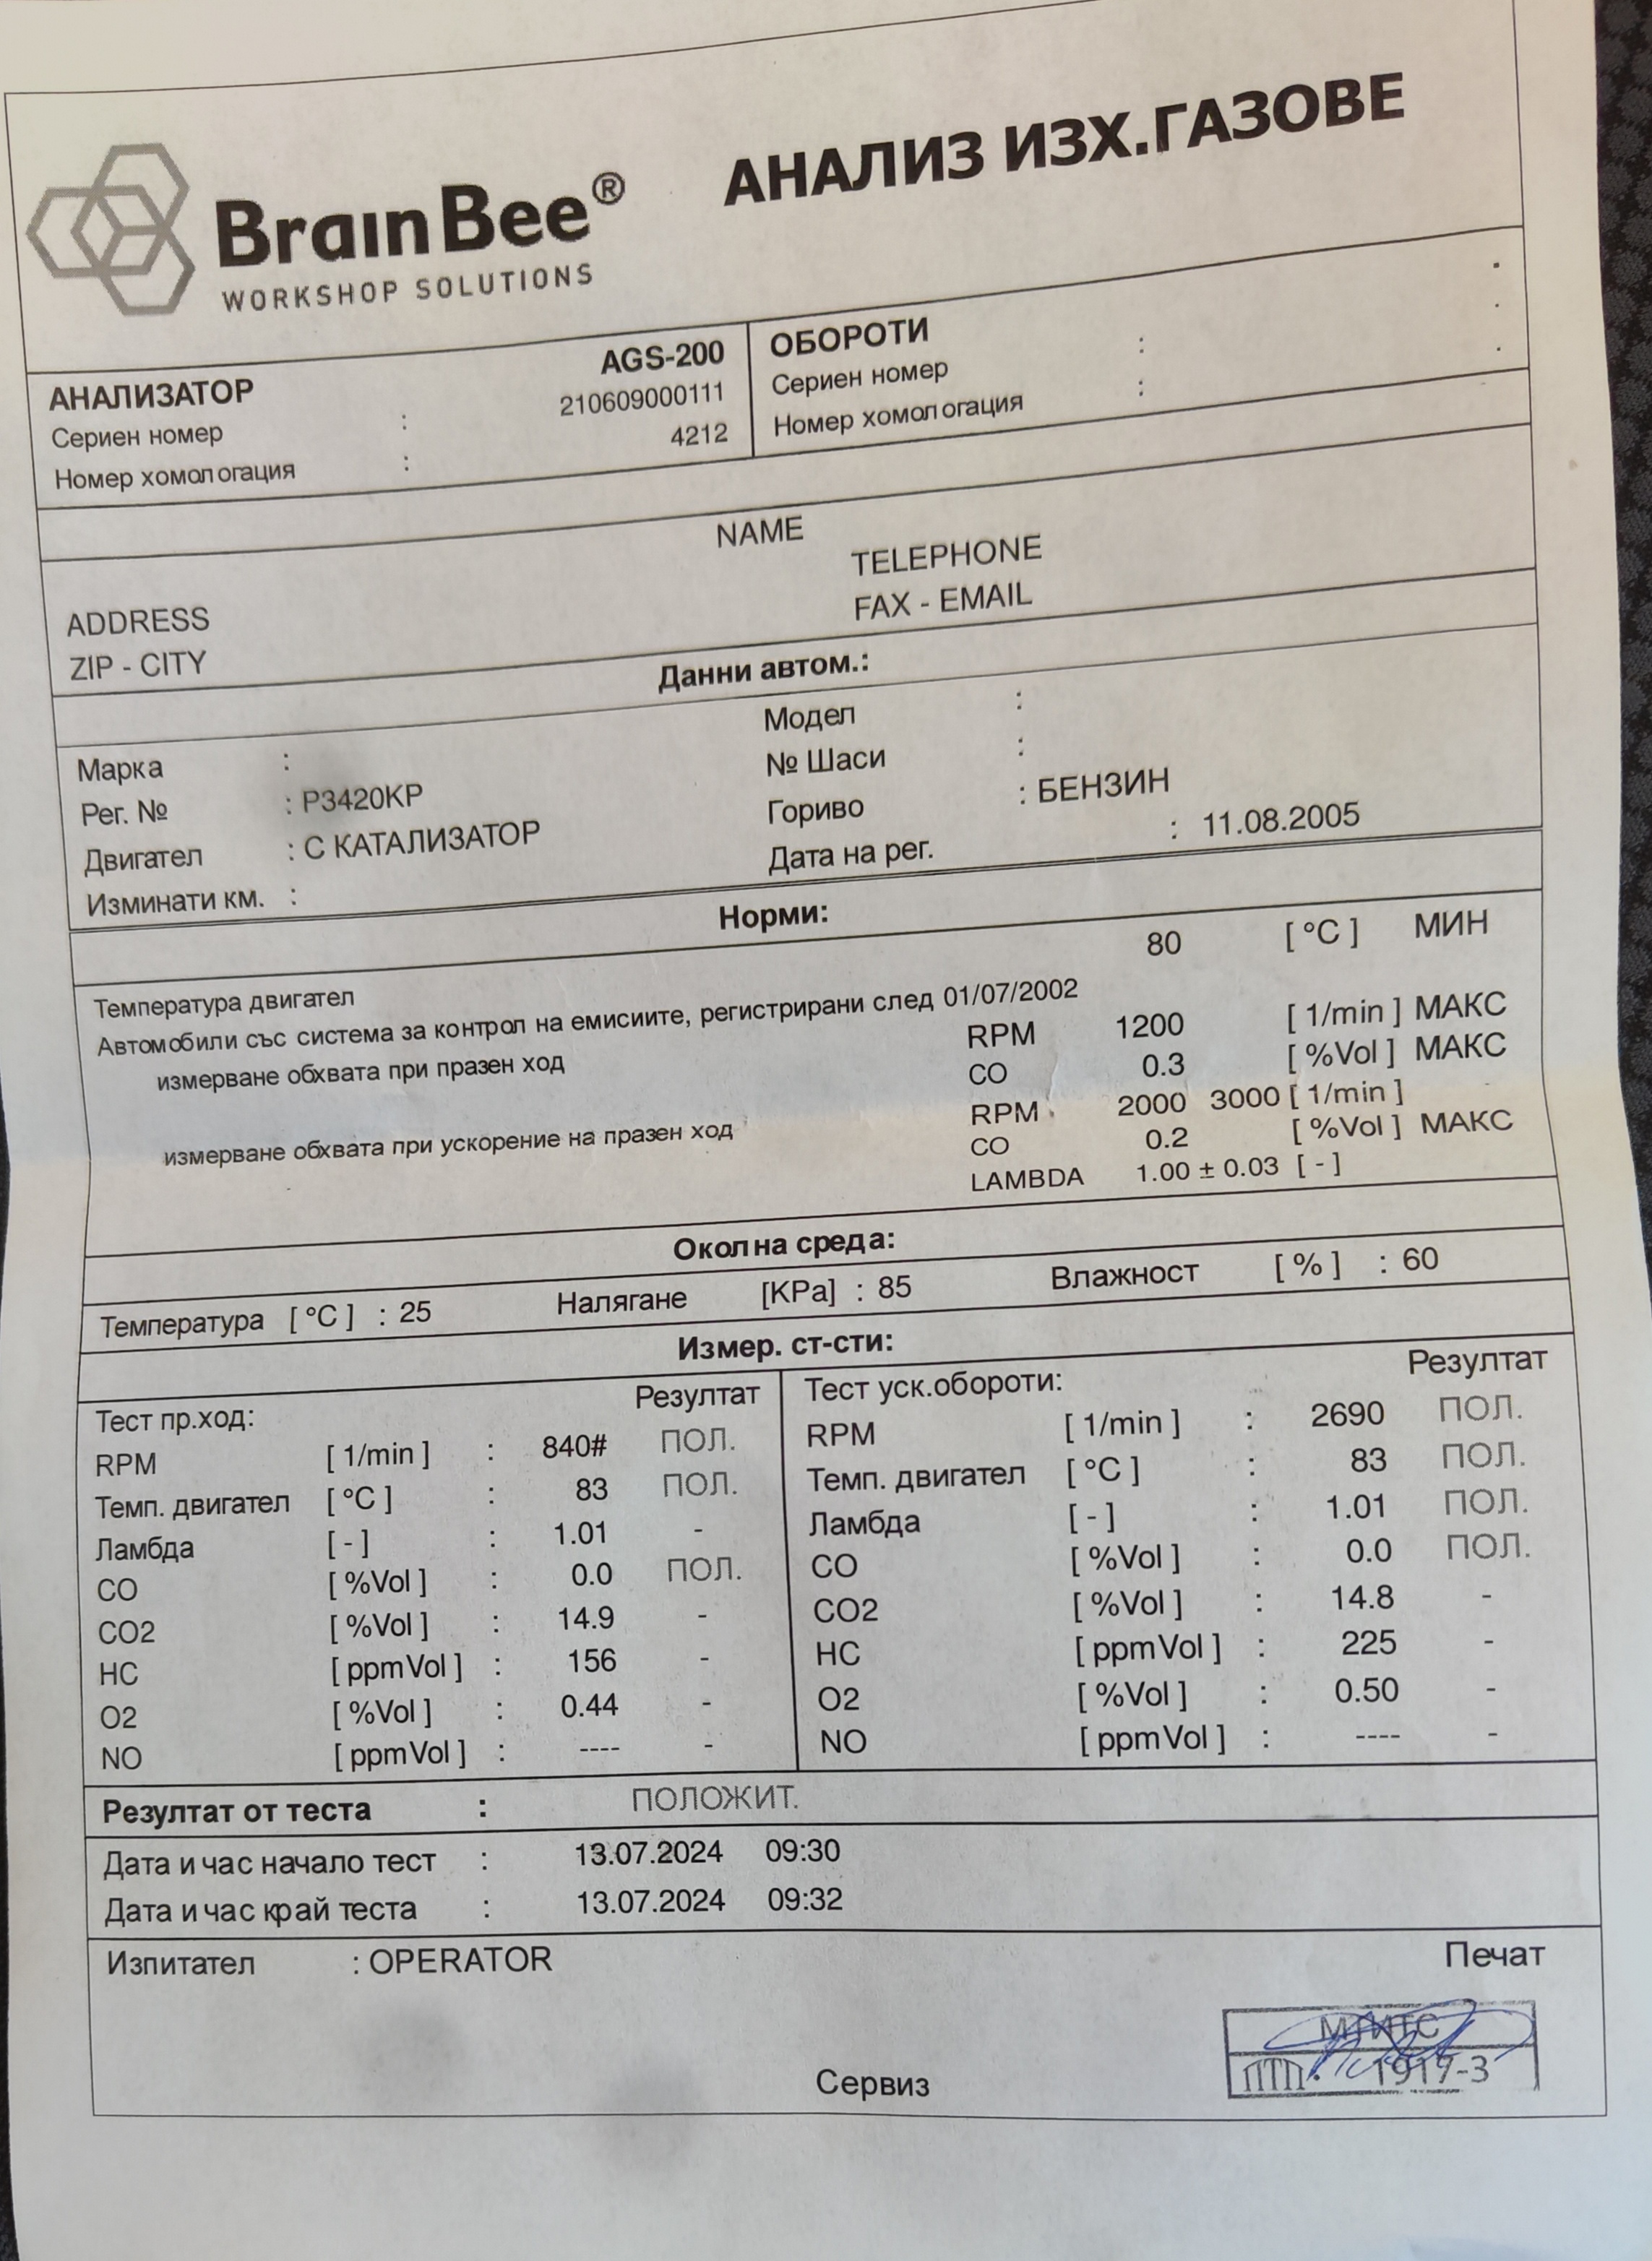 BrainBee®
WORKSHOP SOLUTIONS
АНАЛИЗ ИЗХ.ГАЗОВЕ
АНАЛИЗАТОР AGS-200
Сериен номер : 210609000111
Номер хомологация : 4212
ОБОРОТИ
Сериен номер :
Номер хомологация :
NAME
ADDRESS TELEPHONE
ZIP - CITY FAX - EMAIL
Данни автом.:
Марка : Модел :
Рег. № : P3420KP № Шаси :
Двигател : С КАТАЛИЗАТОР Гориво : БЕНЗИН
Изминати км. : Дата на рег. : 11.08.2005
Норми:
Температура двигател 80 [ °C ] МИН
Автомобили със система за контрол на емисиите, регистрирани след 01/07/2002
измерване обхвата при празен ход RPM 1200 [ 1/min ] МАКС
CO 0.3 [ %Vol ] МАКС
измерване обхвата при ускорение на празен ход RPM 2000 3000 [ 1/min ]
CO 0.2 [ %Vol ] МАКС
LAMBDA 1.00 ± 0.03 [ - ]
Околна среда:
Температура [ °C ] : 25 Налягане [KPa] : 85 Влажност [ % ] : 60
Измер. ст-сти:
Тест пр.ход: Резултат
RPM [ 1/min ] : 840# ПОЛ.
Темп. двигател [ °C ] : 83 ПОЛ.
Ламбда [ - ] : 1.01 -
CO [ %Vol ] : 0.0 ПОЛ.
CO2 [ %Vol ] : 14.9 -
HC [ ppmVol ] : 156 -
O2 [ %Vol ] : 0.44 -
NO [ ppmVol ] : ---- -
Тест уск.обороти: Резултат
RPM [ 1/min ] : 2690 ПОЛ.
Темп. двигател [ °C ] : 83 ПОЛ.
Ламбда [ - ] : 1.01 ПОЛ.
CO [ %Vol ] : 0.0 ПОЛ.
CO2 [ %Vol ] : 14.8 -
HC [ ppmVol ] : 225 -
O2 [ %Vol ] : 0.50 -
NO [ ppmVol ] : ---- -
Резултат от теста : ПОЛОЖИТ.
Дата и час начало тест : 13.07.2024 09:30
Дата и час край теста : 13.07.2024 09:32
Изпитател : OPERATOR
Печат
МТИТС
ПТП. 1917-3
Сервиз